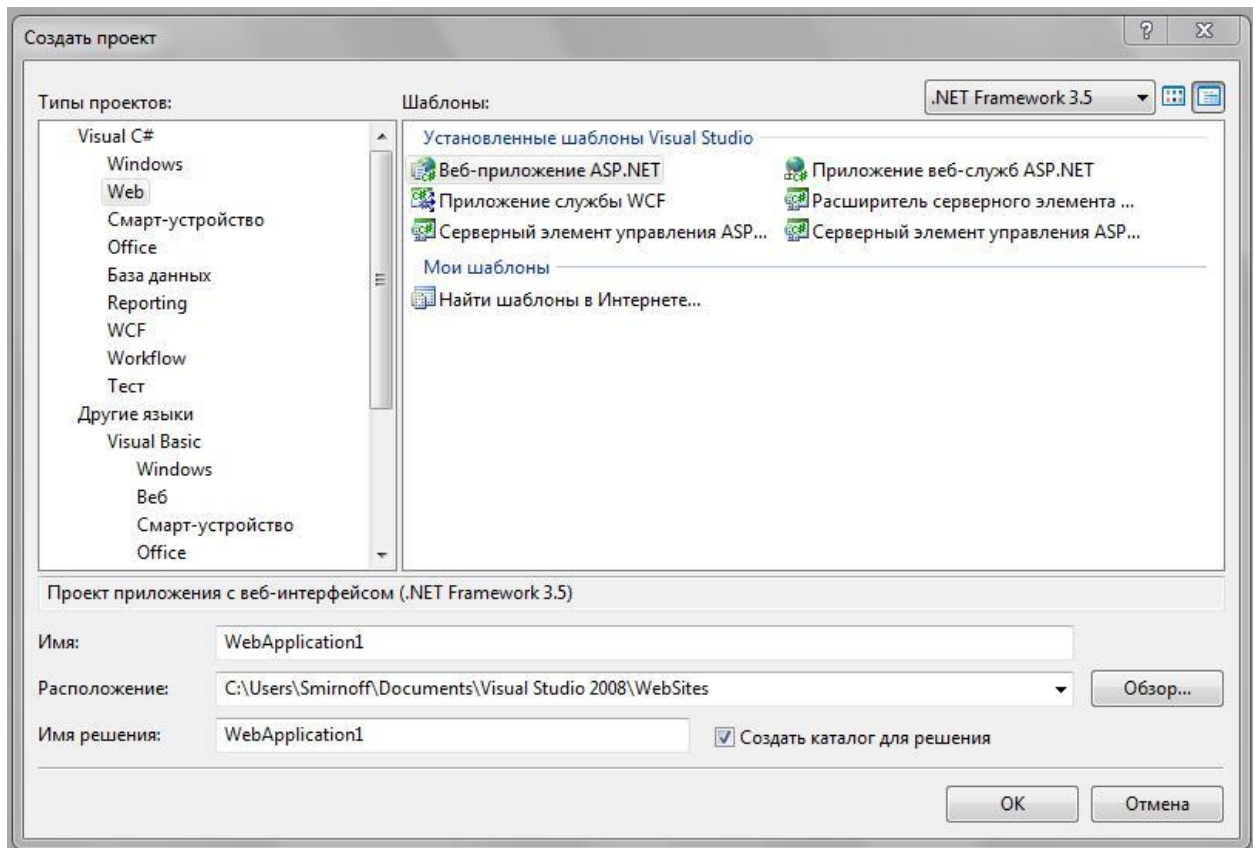 Создать проект
Типы проектов:
Шаблоны:
.NET Framework 3.5
Visual C#
Windows
Web
Смарт-устройство
Office
База данных
Reporting
WCF
Workflow
Тест
Другие языки
Visual Basic
Windows
Веб
Смарт-устройство
Office
Установленные шаблоны Visual Studio
Веб-приложение ASP.NET
Приложение веб-служб ASP.NET
Приложение службы WCF
Расширитель серверного элемента ...
Серверный элемент управления ASP...
Серверный элемент управления ASP...
Мои шаблоны
Найти шаблоны в Интернете...
Проект приложения с веб-интерфейсом (.NET Framework 3.5)
Имя:
WebApplication1
Расположение:
C:\Users\Smirnoff\Documents\Visual Studio 2008\WebSites
Обзор...
Имя решения:
WebApplication1
Создать каталог для решения
OK
Отмена